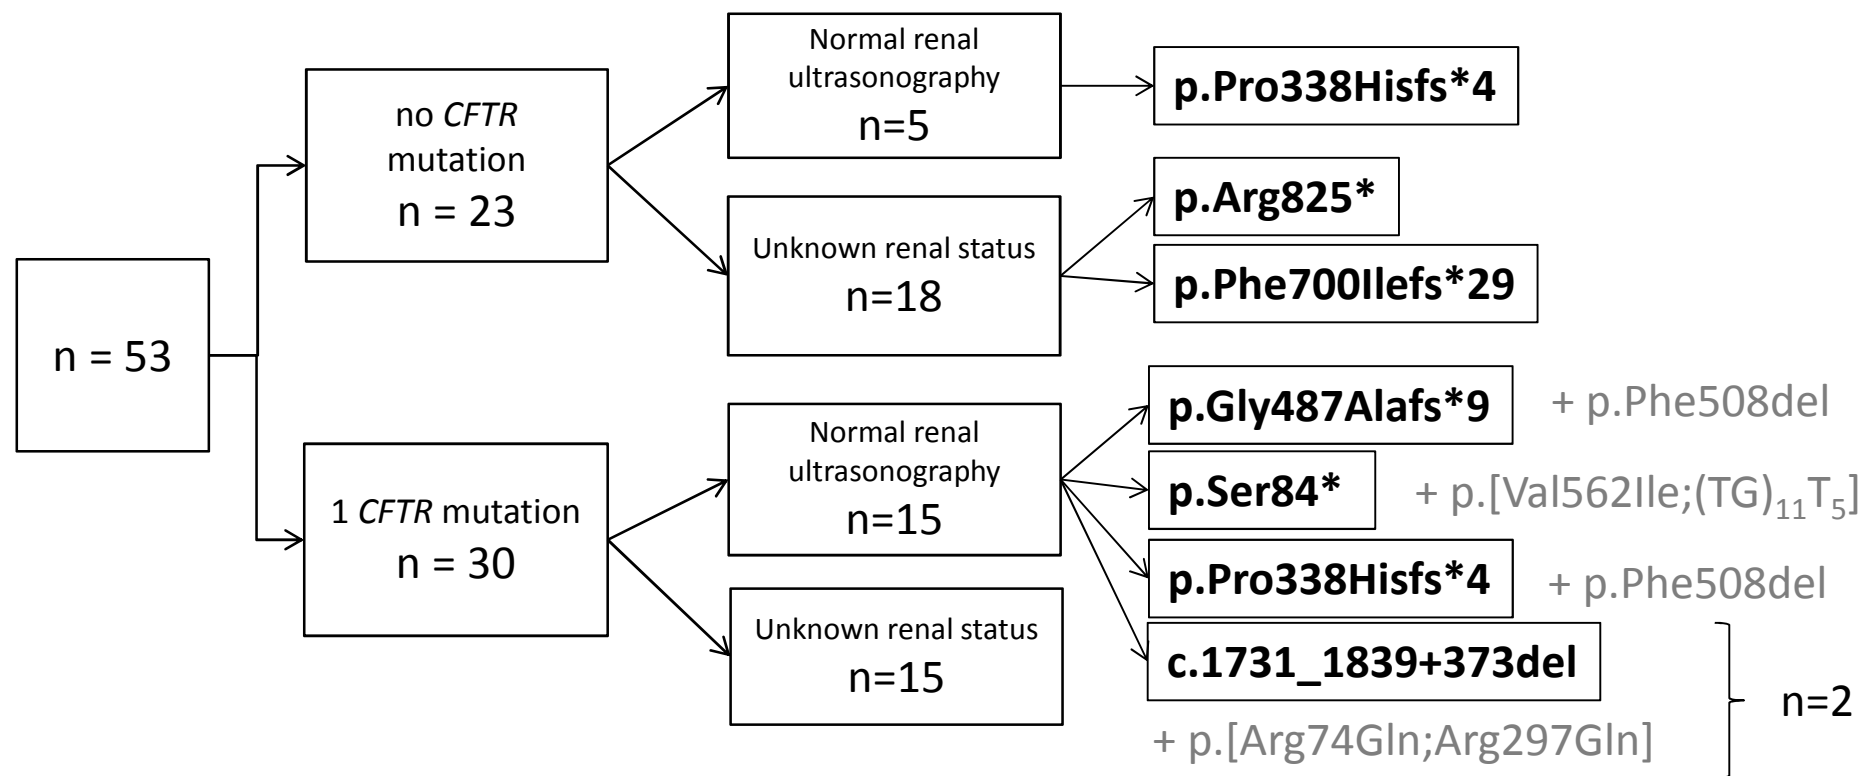 n = 53
no CFTR
mutation
n = 23
1 CFTR mutation
n = 30
Normal renal
ultrasonography
n=5
Unknown renal status
n=18
Normal renal
ultrasonography
n=15
Unknown renal status
n=15
p.Pro338Hisfs*4
p.Arg825*
p.Phe700Ilefs*29
p.Gly487Alafs*9 + p.Phe508del
p.Ser84* + p.[Val562Ile;(TG)₁₁T₅]
p.Pro338Hisfs*4 + p.Phe508del
c.1731_1839+373del
+ p.[Arg74Gln;Arg297Gln]
n=2